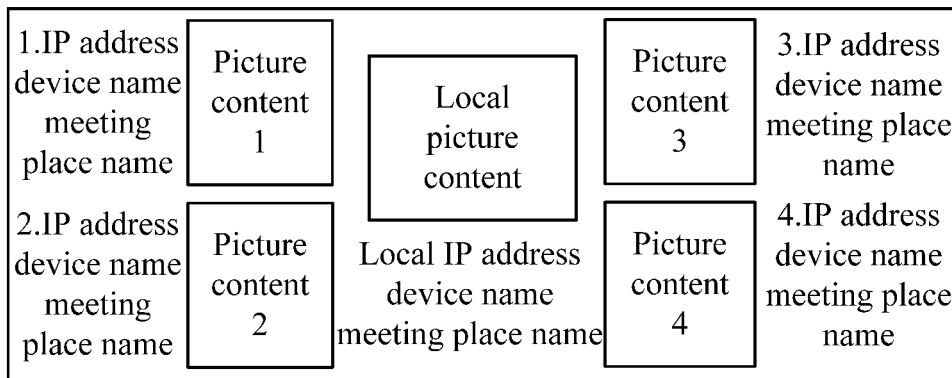 1.IP address
device name
meeting
place name
Picture
content
1
2.IP address
device name
meeting
place name
Picture
content
2
Local
picture
content
Local IP address
device name
meeting place name
Picture
content
3
3.IP address
device name
meeting place
name
Picture
content
4
4.IP address
device name
meeting place
name